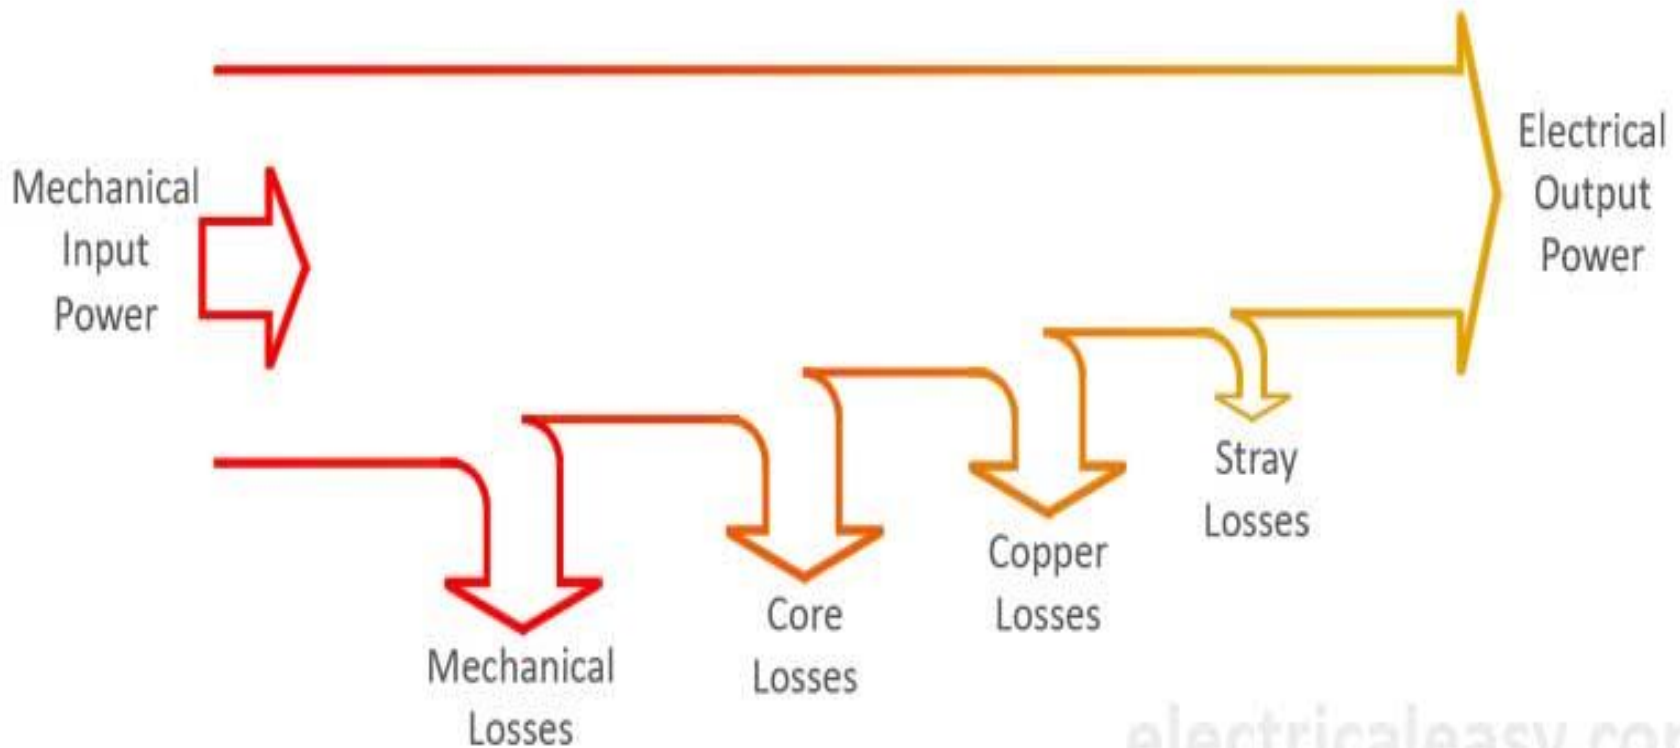 Mechanical
Input
Power
Electrical
Output
Power
Stray
Losses
Copper
Losses
Core
Losses
Mechanical
Losses